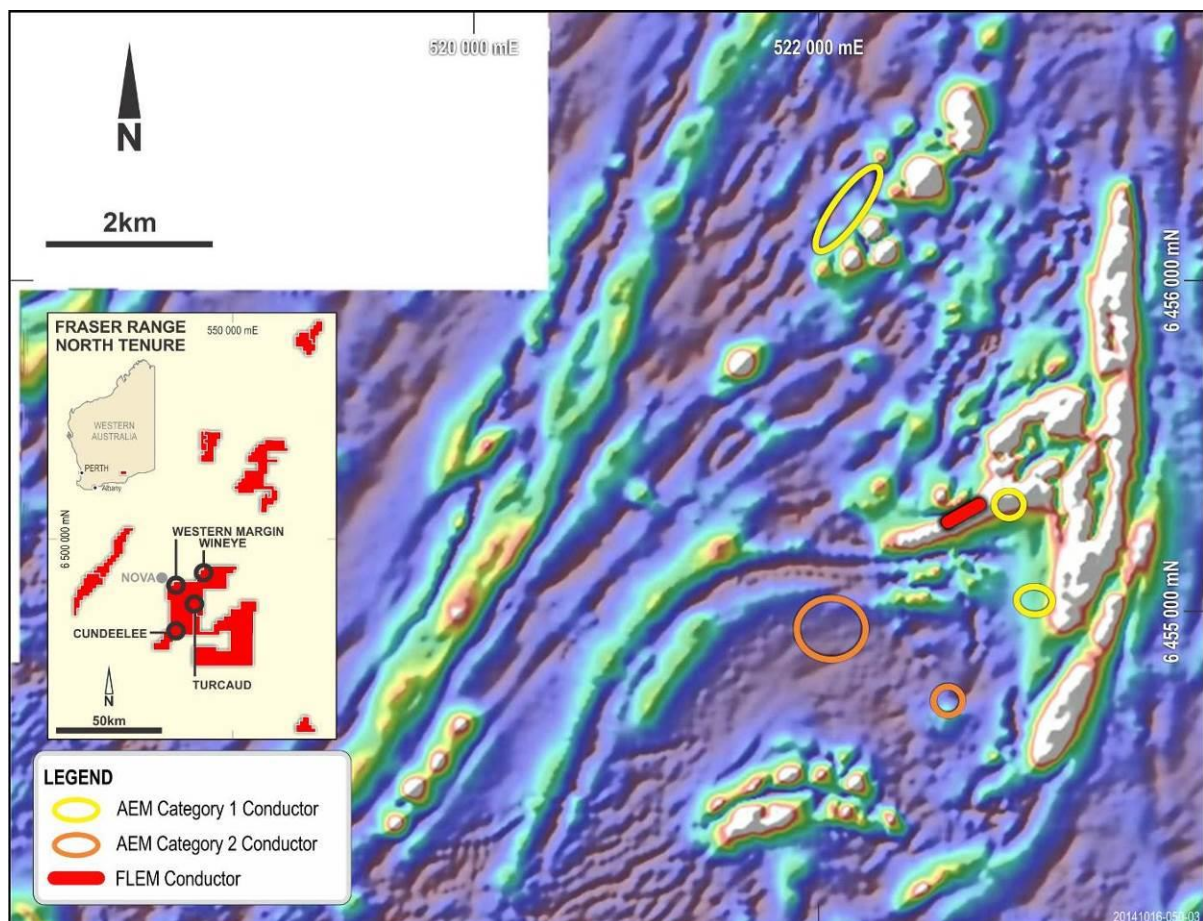 520 000 mE
522 000 mE
N
2km
6 456 000 mN
FRASER RANGE
NORTH TENURE
550 000 mE
WESTERN
AUSTRALIA
PERTH
Albany
6 500 000 mN
WESTERN MARGIN
WINEYE
NOVA
CUNDEELEE
TURCAUD
N
50km
6 455 000 mN
LEGEND
AEM Category 1 Conductor
AEM Category 2 Conductor
FLEM Conductor